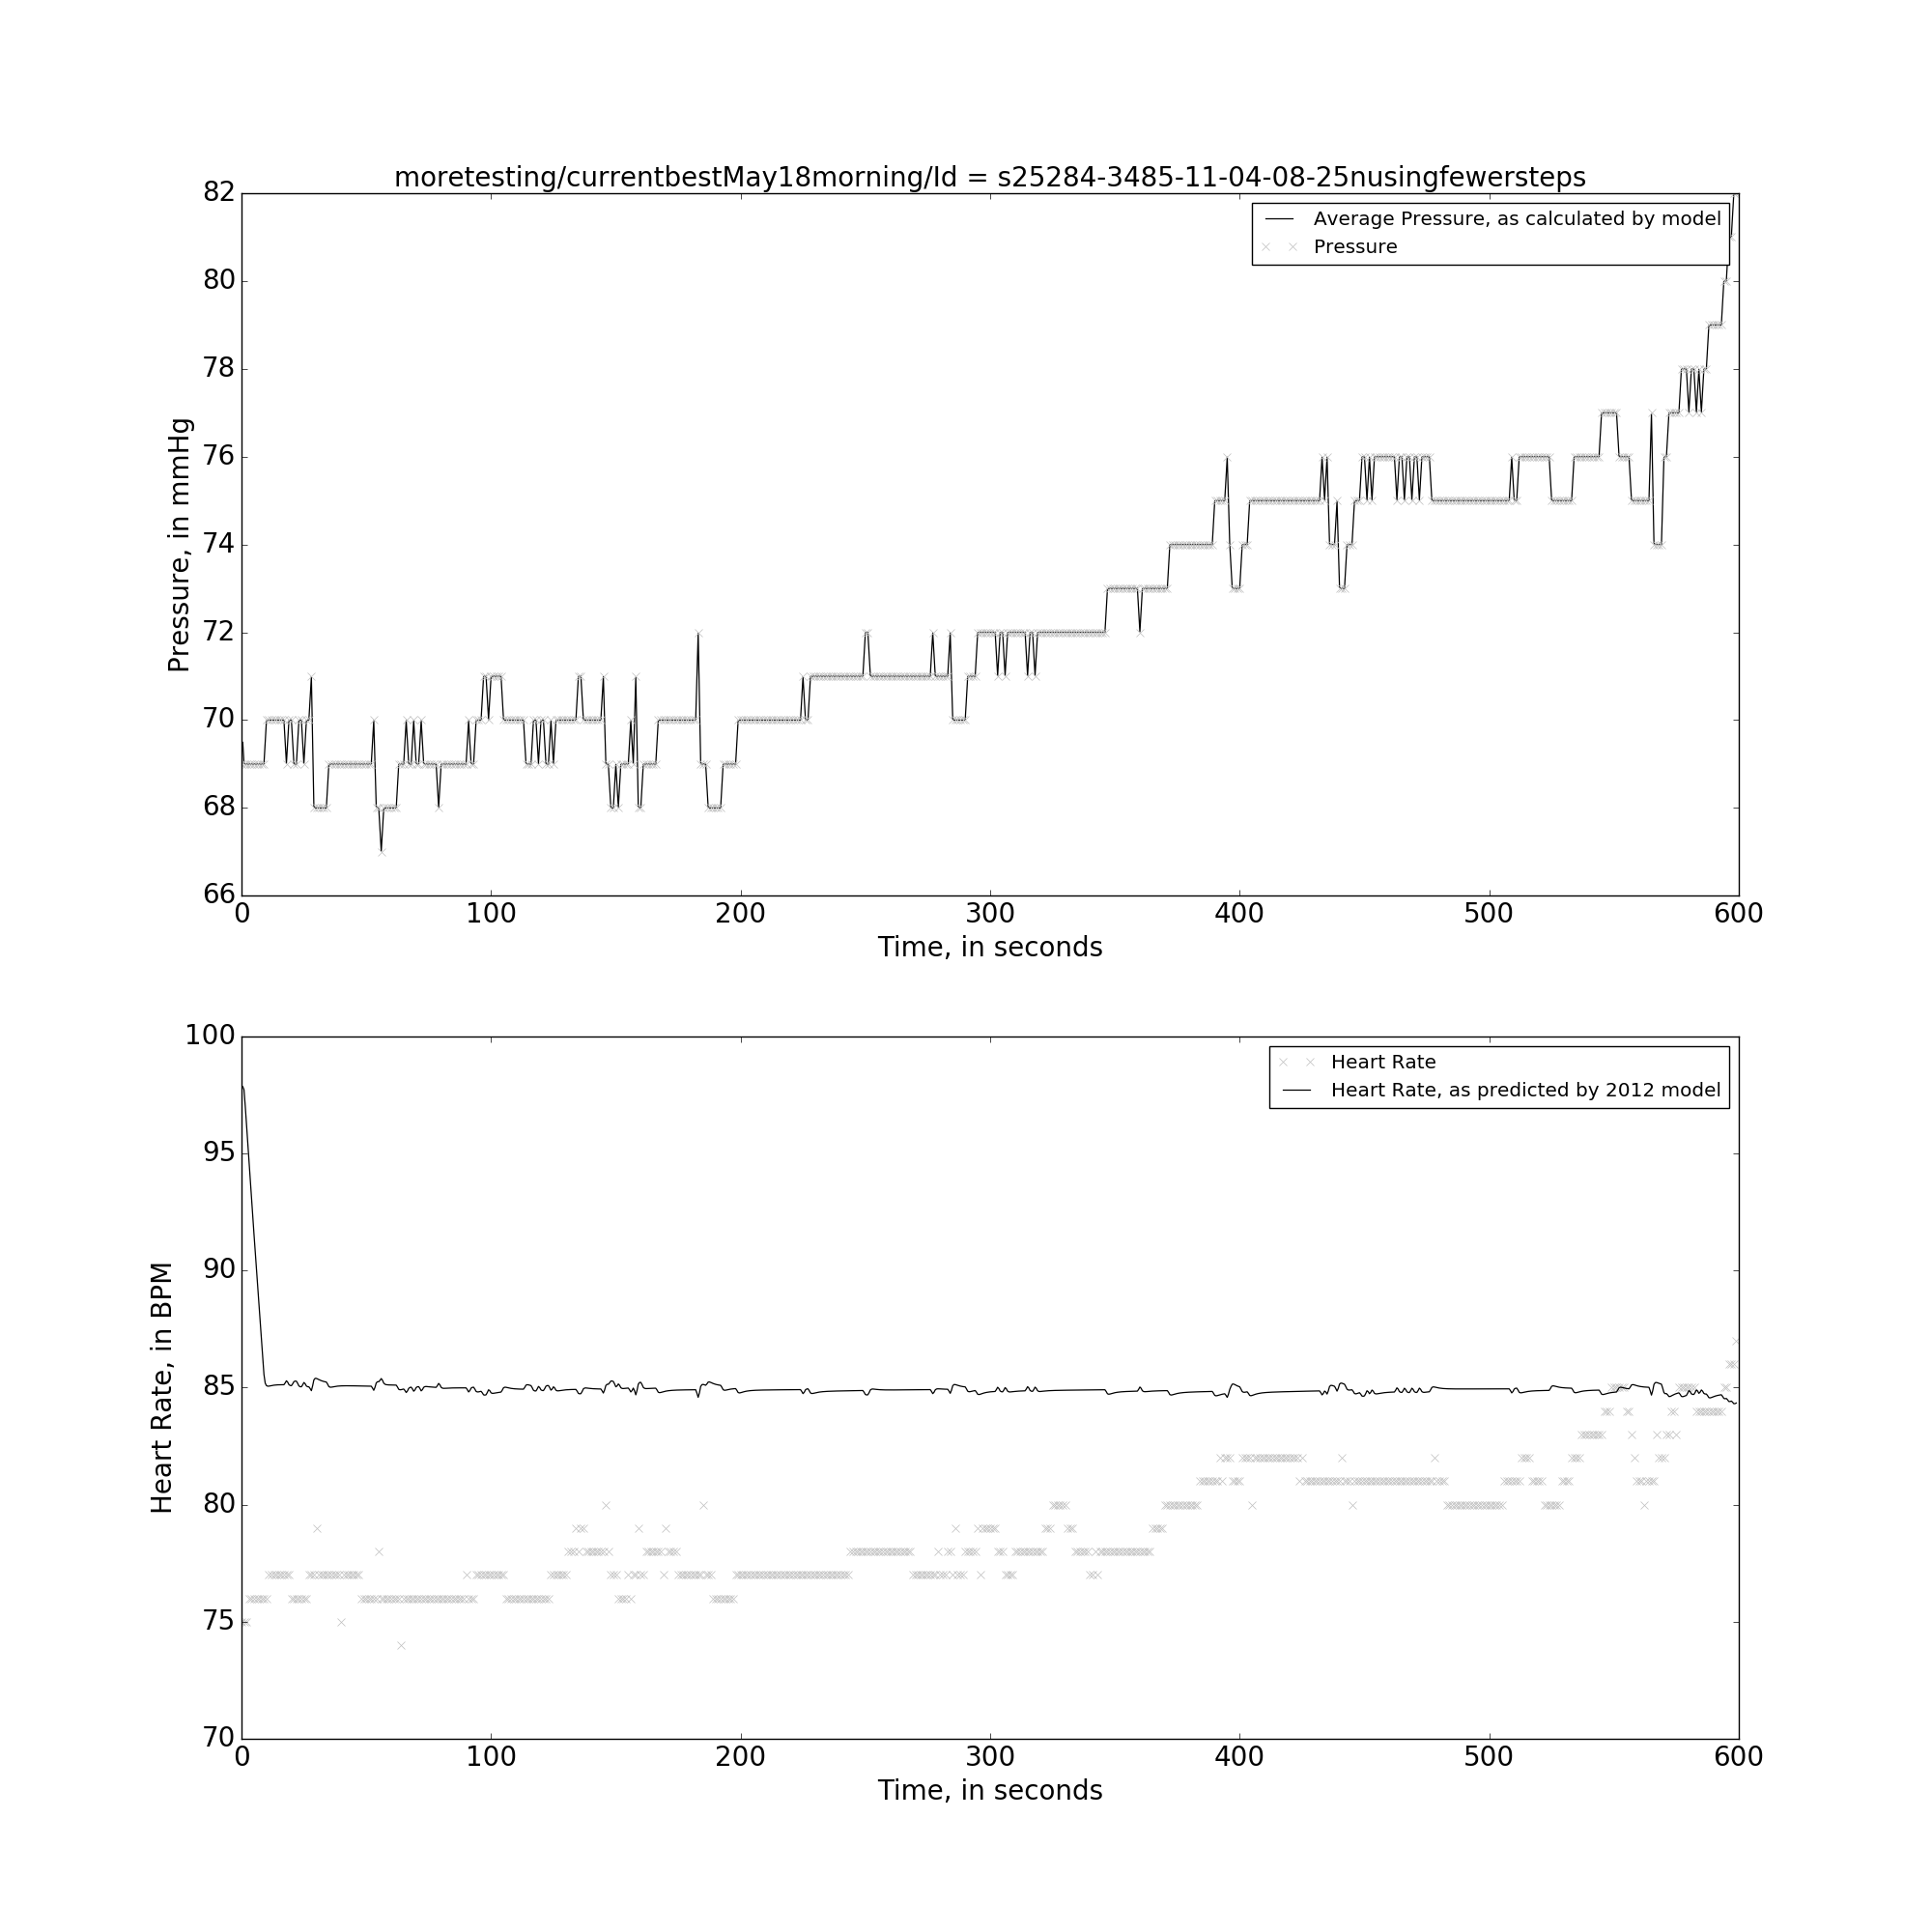 moretesting/currentbestMay18morning/Id = s25284-3485-11-04-08-25nusingfewersteps
82
80
78
76
74
72
70
68
66
Pressure, in mmHg
Average Pressure, as calculated by model
Pressure
0 100 200 300 400 500 600
Time, in seconds
100
95
90
85
80
75
70
Heart Rate, in BPM
Heart Rate
Heart Rate, as predicted by 2012 model
0 100 200 300 400 500 600
Time, in seconds